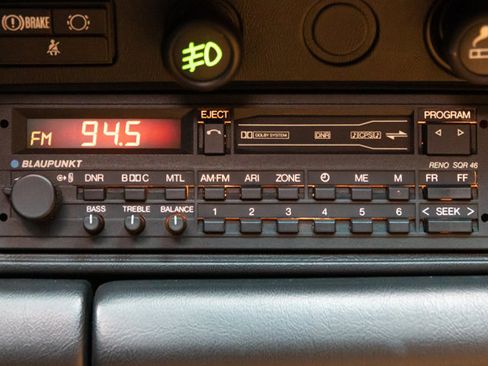 BRAKE
EJECT
PROGRAM
FM 94.5
DOLBY SYSTEM DNR CPS
BLAUPUNKT
RENO SQR 46
DNR B C MTL AM•FM ARI ZONE ME M FR FF
BASS TREBLE BALANCE 1 2 3 4 5 6 < SEEK >